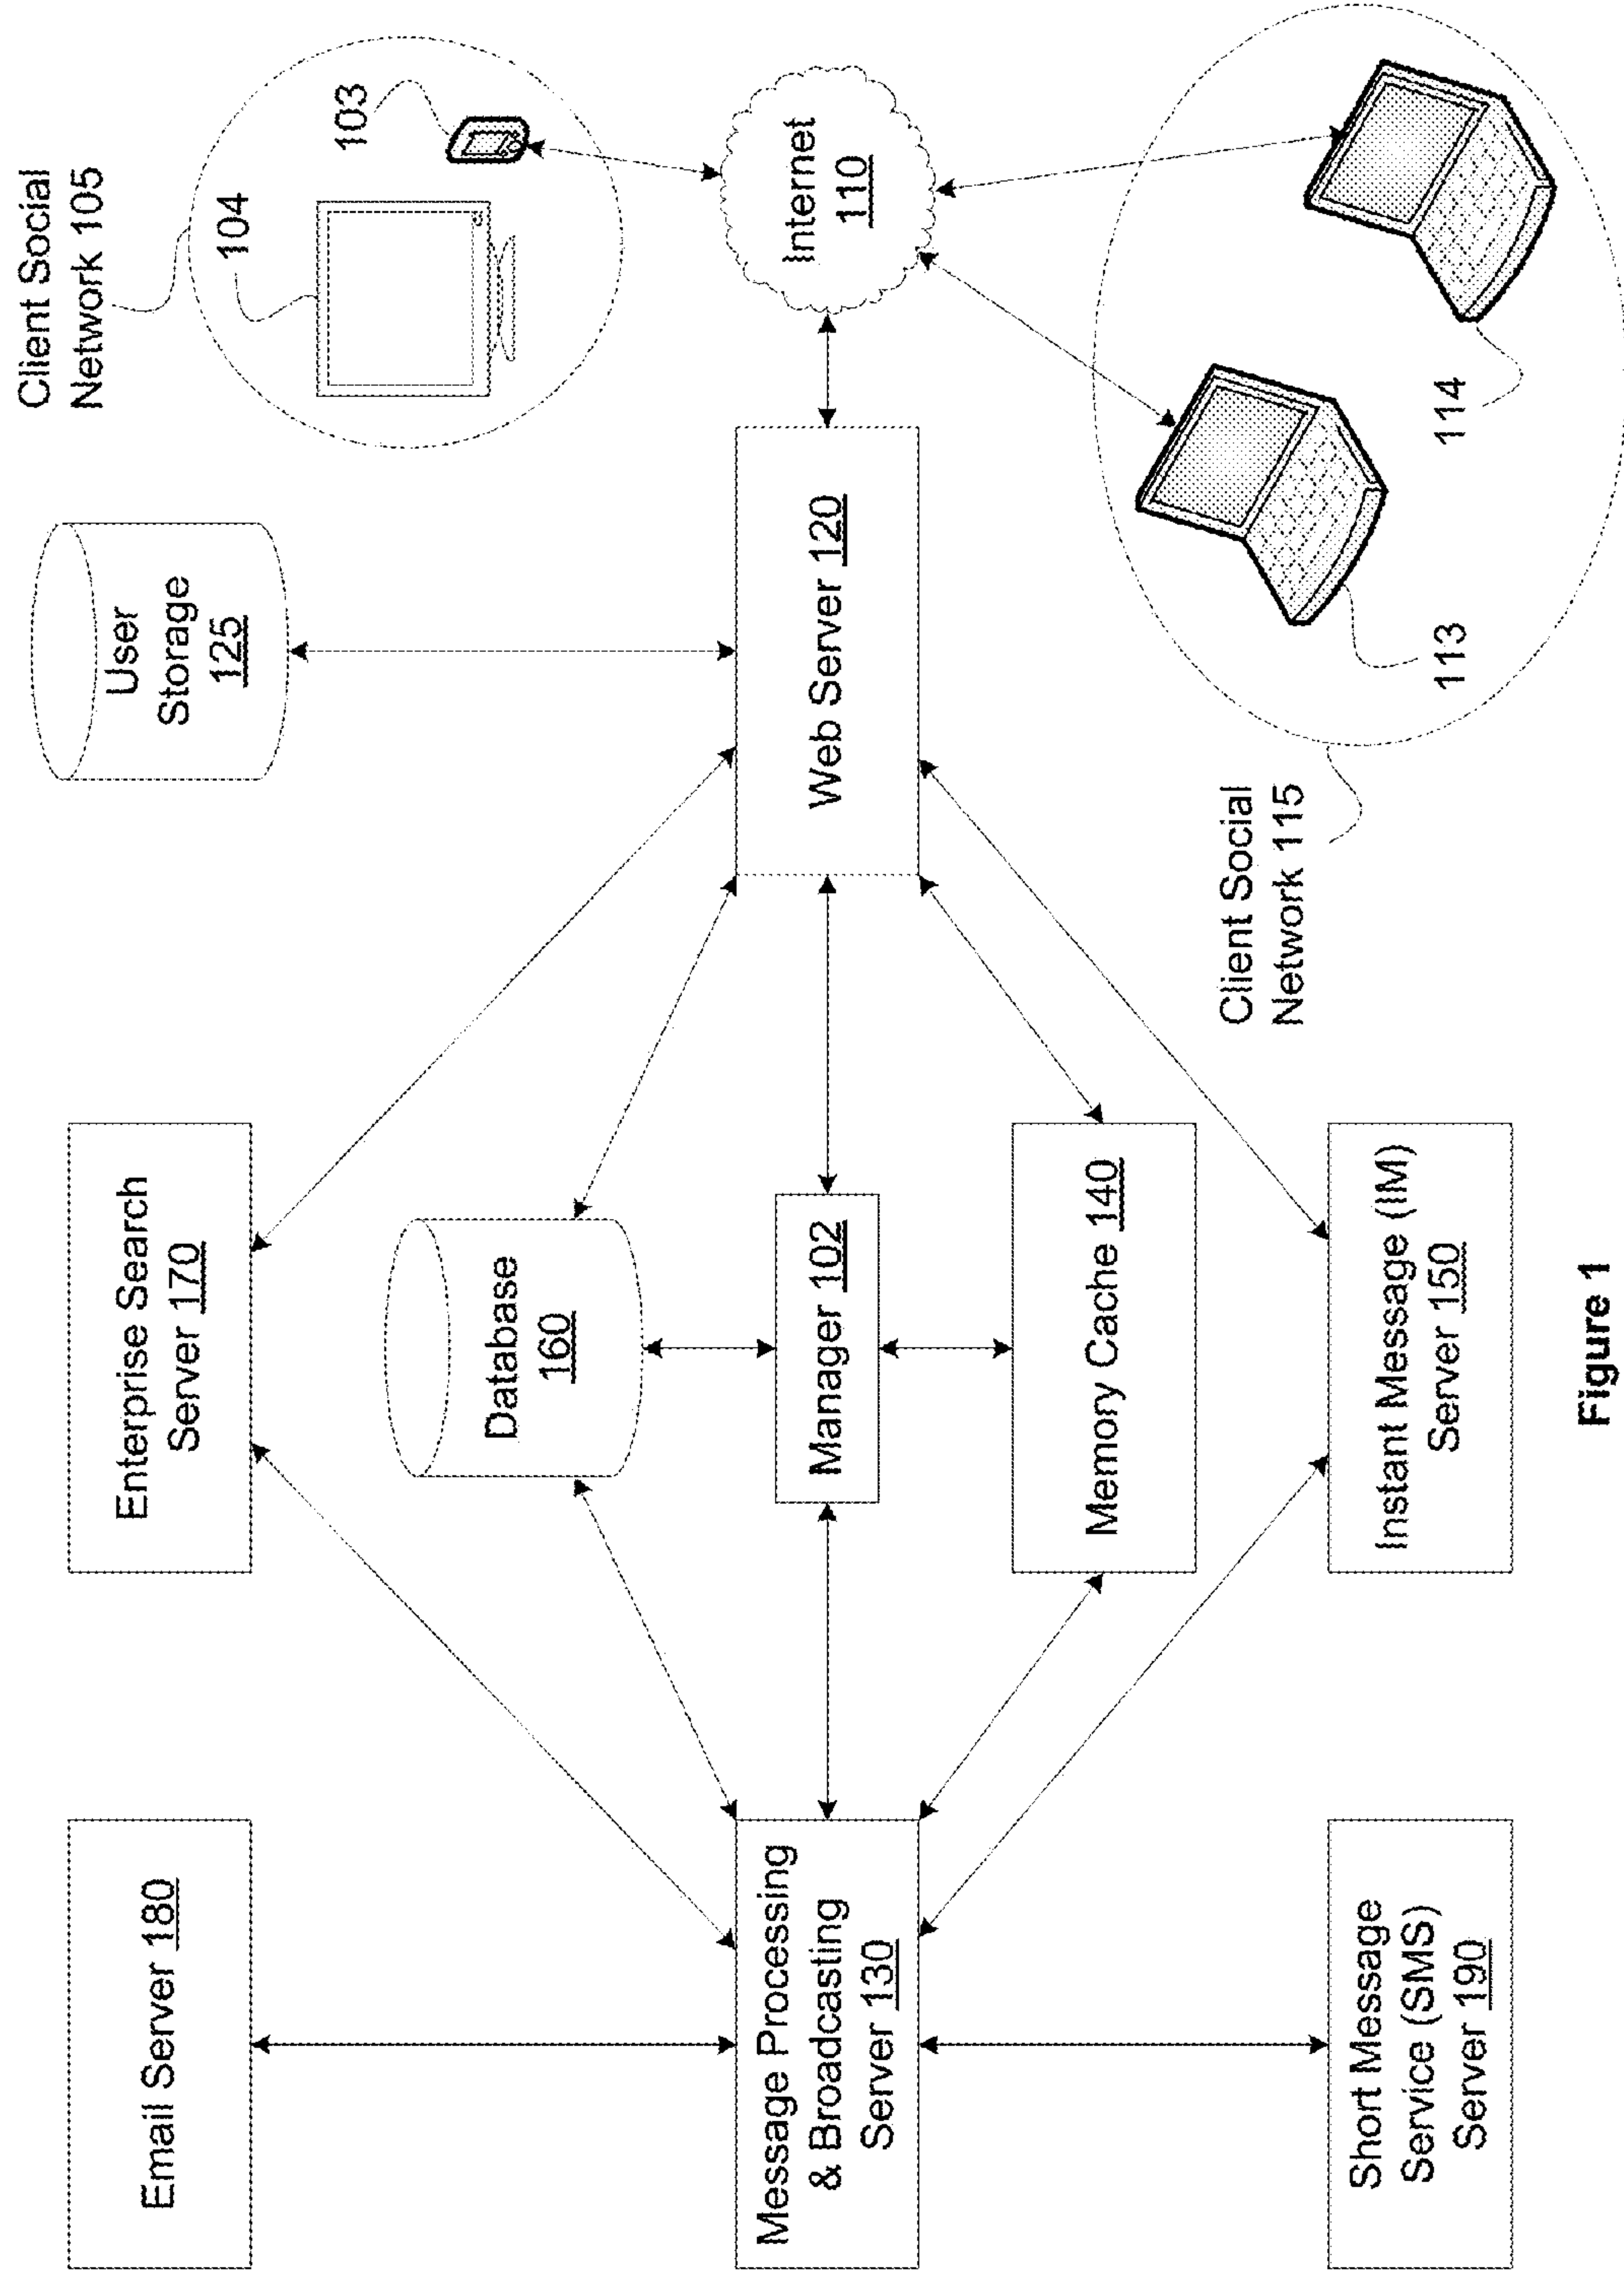 Email Server 180
Enterprise Search
Server 170
User
Storage
125
Client Social
Network 105
104
103
Database
160
Message Processing
& Broadcasting
Server 130
Manager 102
Web Server 120
Internet
110
Memory Cache 140
Short Message
Service (SMS)
Server 190
Instant Message (IM)
Server 150
Client Social
Network 115
113
114
Figure 1